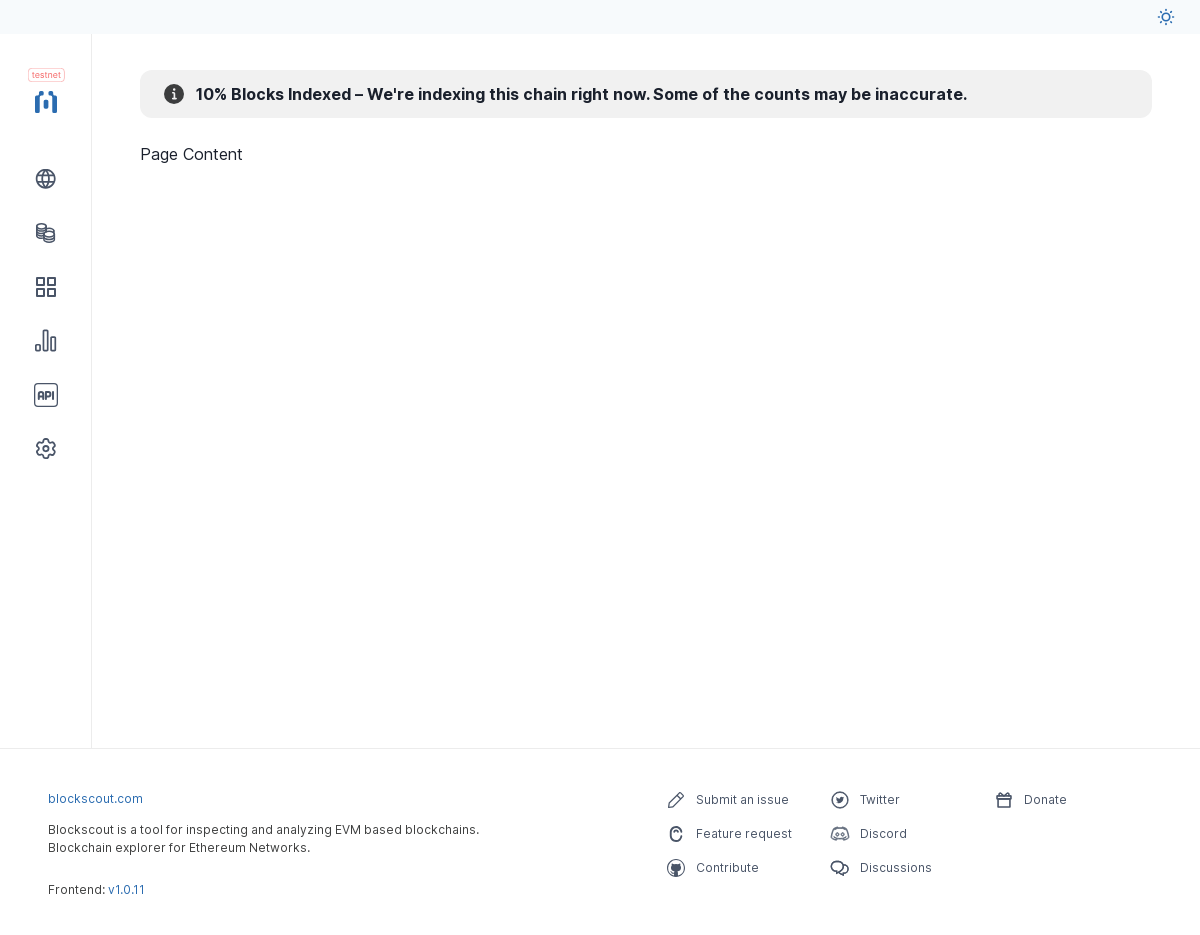 testnet
10% Blocks Indexed – We're indexing this chain right now. Some of the counts may be inaccurate.
Page Content
API
blockscout.com
Blockscout is a tool for inspecting and analyzing EVM based blockchains.
Blockchain explorer for Ethereum Networks.
Frontend: v1.0.11
Submit an issue
Feature request
Contribute
Twitter
Discord
Discussions
Donate